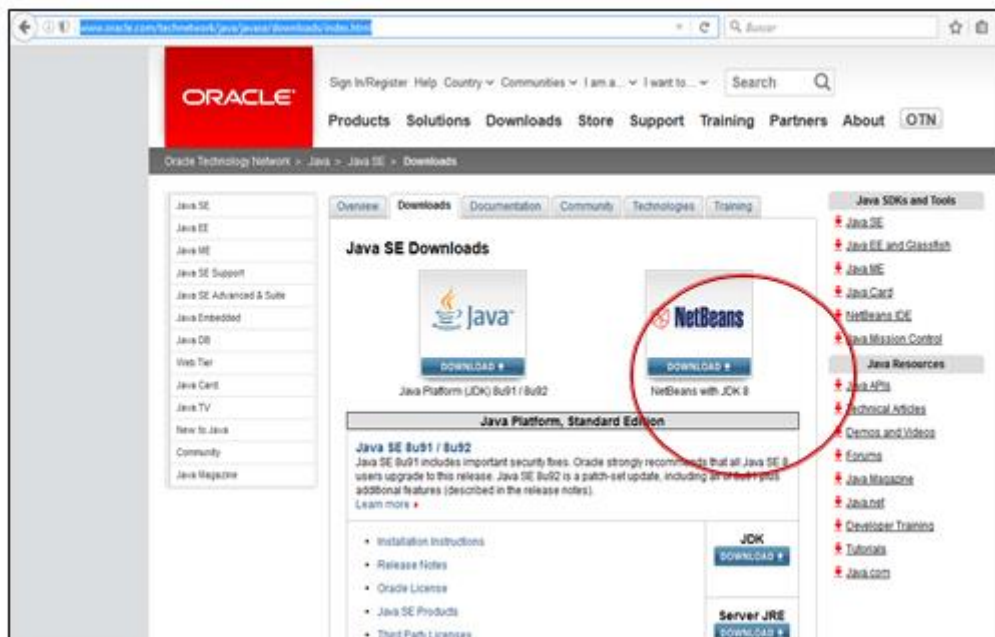 www.oracle.com/technetwork/java/javase/downloads/index.html
Buscar
ORACLE
Sign In/Register Help Country Communities I am a... I want to... Search
Products Solutions Downloads Store Support Training Partners About OTN
Oracle Technology Network > Java > Java SE > Downloads
Java SE
Java EE
Java ME
Java SE Support
Java SE Advanced & Suite
Java Embedded
Java DB
Web Tier
Java Card
Java TV
New to Java
Community
Java Magazine
Overview Downloads Documentation Community Technologies Training
Java SE Downloads
Java
DOWNLOAD
Java Platform (JDK) 8u91 / 8u92
NetBeans
DOWNLOAD
NetBeans with JDK 8
Java Platform, Standard Edition
Java SE 8u91 / 8u92
Java SE 8u91 includes important security fixes. Oracle strongly recommends that all Java SE 8
users upgrade to this release. Java SE 8u92 is a patch-set update, including all of 8u91 plus
additional features (described in the release notes).
Learn more
• Installation Instructions
• Release Notes
• Oracle License
• Java SE Products
• Third Party Licenses
JDK
DOWNLOAD
Server JRE
DOWNLOAD
Java SDKs and Tools
Java SE
Java EE and Glassfish
Java ME
Java Card
NetBeans IDE
Java Mission Control
Java Resources
Java APIs
Technical Articles
Demos and Videos
Forums
Java Magazine
Java.net
Developer Training
Tutorials
Java.com